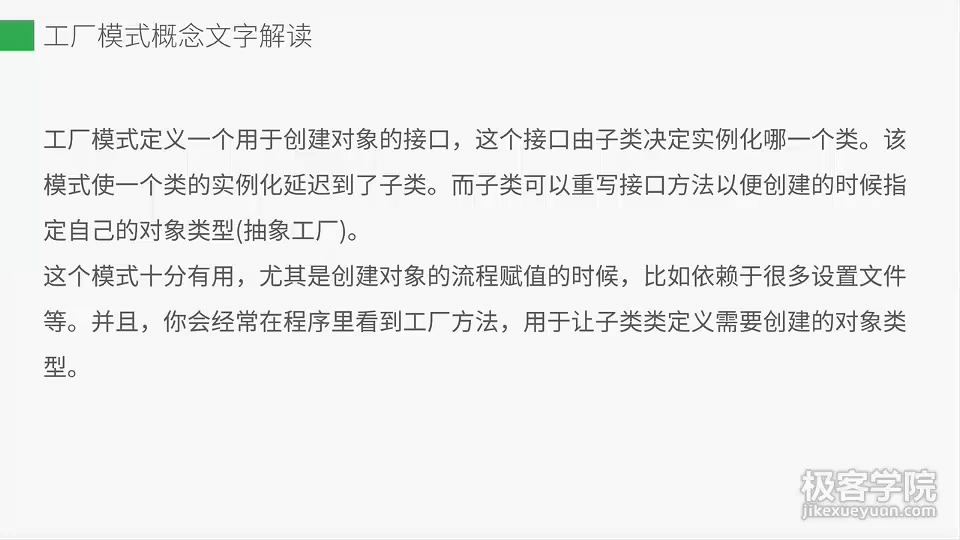 工厂模式概念文字解读
工厂模式定义一个用于创建对象的接口，这个接口由子类决定实例化哪一个类。该
模式使一个类的实例化延迟到了子类。而子类可以重写接口方法以便创建的时候指
定自己的对象类型(抽象工厂)。
这个模式十分有用，尤其是创建对象的流程赋值的时候，比如依赖于很多设置文件
等。并且，你会经常在程序里看到工厂方法，用于让子类类定义需要创建的对象类
型。
极客学院
jikexueyuan.com